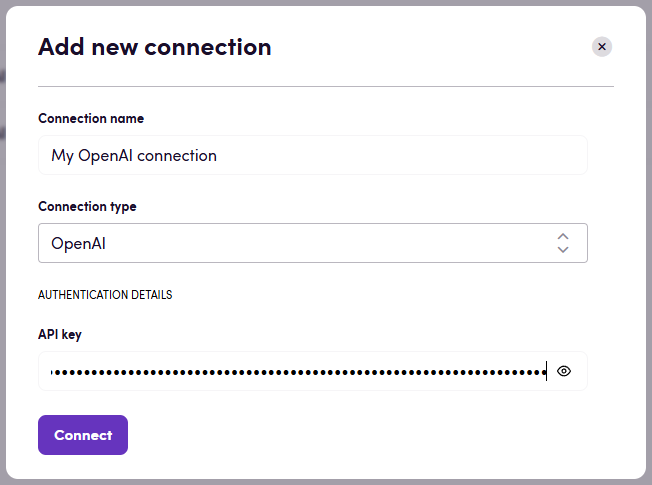 Add new connection
Connection name
My OpenAI connection
Connection type
OpenAI
AUTHENTICATION DETAILS
API key
Connect